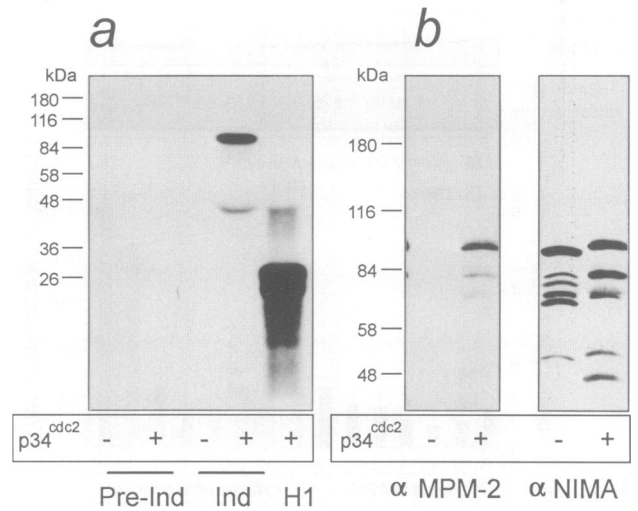 a
b
kDa
180
116
84
58
48
36
26
kDa
180
116
84
58
48
p34cdc2 - + - + +
Pre-Ind Ind H1
p34cdc2 - + - +
α MPM-2 α NIMA